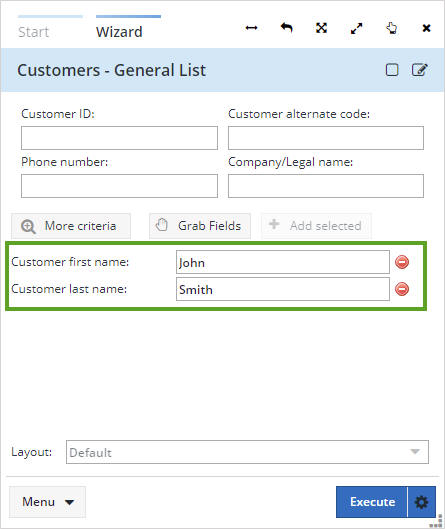 Start Wizard
Customers - General List
Customer ID: Customer alternate code:
Phone number: Company/Legal name:
More criteria Grab Fields Add selected
Customer first name: John
Customer last name: Smith
Layout: Default
Menu Execute